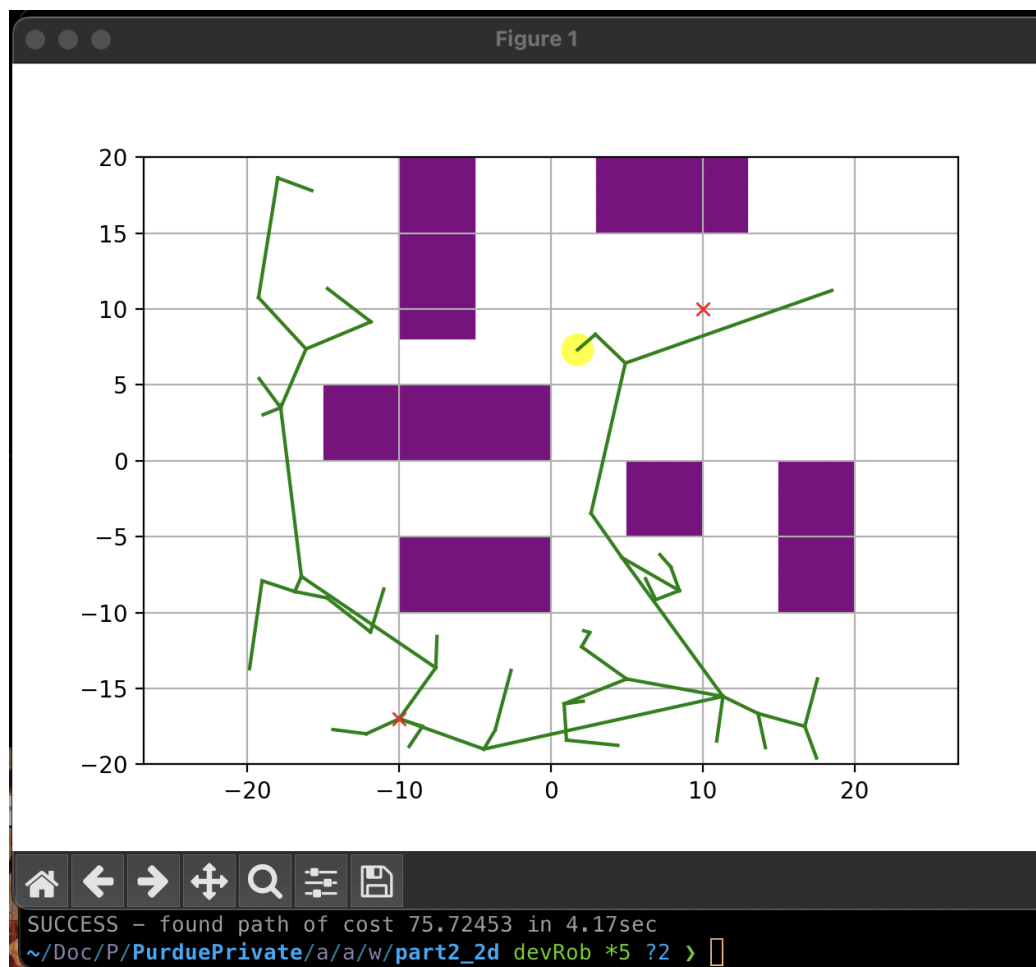 Figure 1
20
15
10
5
0
−5
−10
−15
−20
−20 −10 0 10 20
SUCCESS – found path of cost 75.72453 in 4.17sec
~/Doc/P/PurduePrivate/a/a/w/part2_2d devRob *5 ?2 ❯